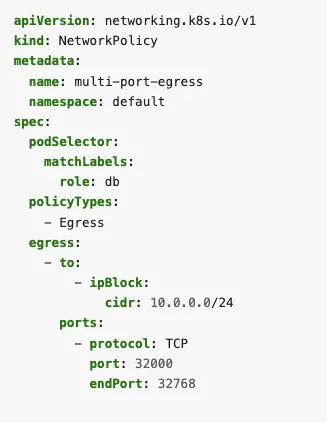 apiVersion: networking.k8s.io/v1
kind: NetworkPolicy
metadata:
  name: multi-port-egress
  namespace: default
spec:
  podSelector:
    matchLabels:
      role: db
  policyTypes:
    - Egress
  egress:
    - to:
        - ipBlock:
            cidr: 10.0.0.0/24
      ports:
        - protocol: TCP
          port: 32000
          endPort: 32768